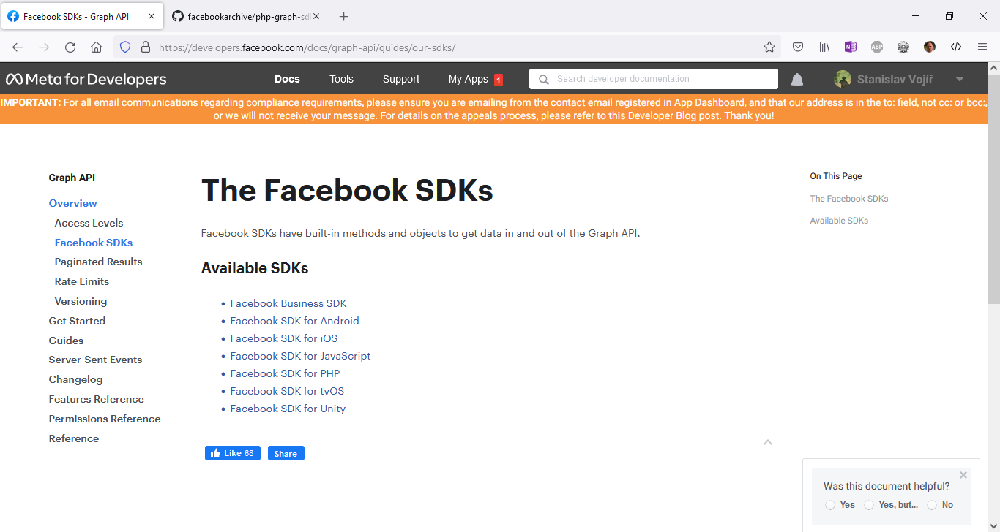 Facebook SDKs - Graph API
facebookarchive/php-graph-sd
https://developers.facebook.com/docs/graph-api/guides/our-sdks/
N
ABP
Meta for Developers
Docs
Tools
Support
My Apps 1
Search developer documentation
Stanislav Vojíř
IMPORTANT: For all email communications regarding compliance requirements, please ensure you are emailing from the contact email registered in App Dashboard, and that our address is in the to: field, not cc: or bcc:,
or we will not receive your message. For details on the appeals process, please refer to this Developer Blog post. Thank you!
Graph API
Overview
Access Levels
Facebook SDKs
Paginated Results
Rate Limits
Versioning
Get Started
Guides
Server-Sent Events
Changelog
Features Reference
Permissions Reference
Reference
The Facebook SDKs
Facebook SDKs have built-in methods and objects to get data in and out of the Graph API.
Available SDKs
• Facebook Business SDK
• Facebook SDK for Android
• Facebook SDK for iOS
• Facebook SDK for JavaScript
• Facebook SDK for PHP
• Facebook SDK for tvOS
• Facebook SDK for Unity
Like 68
Share
On This Page
The Facebook SDKs
Available SDKs
Was this document helpful?
Yes
Yes, but...
No